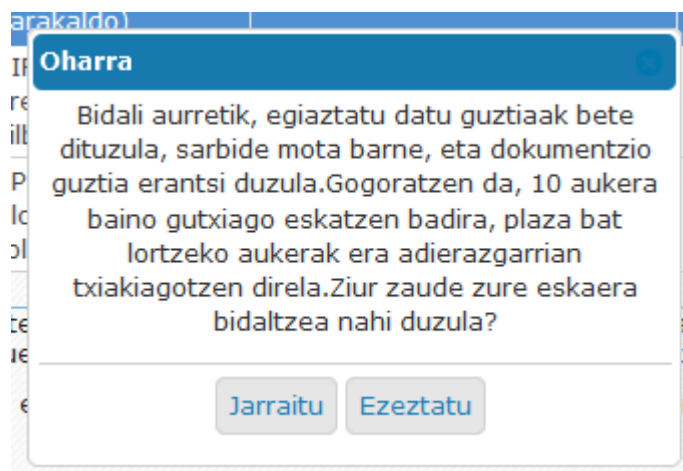 arakaldo)
Oharra
Bidali aurretik, egiaztatu datu guztiaak bete
dituzula, sarbide mota barne, eta dokumentzio
guztia erantsi duzula.Gogoratzen da, 10 aukera
baino gutxiago eskatzen badira, plaza bat
lortzeko aukerak era adierazgarrian
txiakiagotzen direla.Ziur zaude zure eskaera
bidaltzea nahi duzula?
Jarraitu Ezeztatu